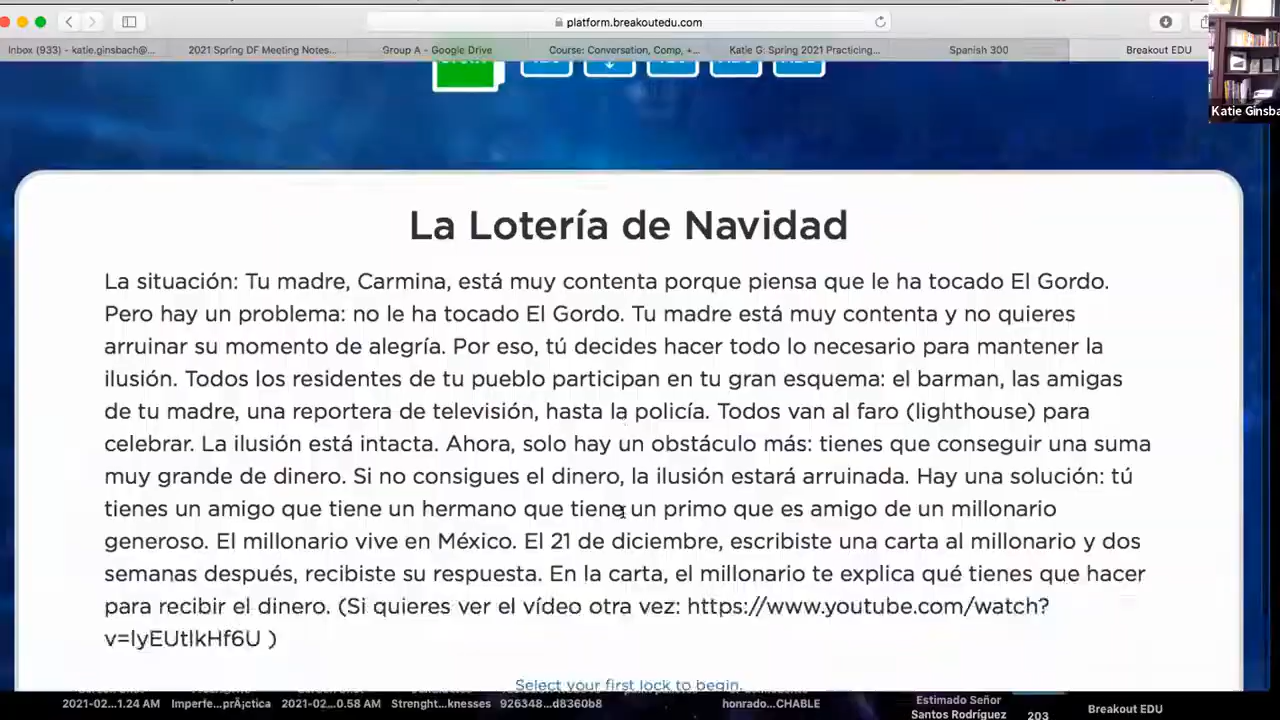 platform.breakoutedu.com
Inbox (933) - katie.ginsbach@...
2021 Spring DF Meeting Notes...
Group A - Google Drive
Course: Conversation, Comp, +...
Katie G: Spring 2021 Practicing...
Spanish 300
Breakout EDU
Katie Ginsba
La Lotería de Navidad
La situación: Tu madre, Carmina, está muy contenta porque piensa que le ha tocado El Gordo.
Pero hay un problema: no le ha tocado El Gordo. Tu madre está muy contenta y no quieres
arruinar su momento de alegría. Por eso, tú decides hacer todo lo necesario para mantener la
ilusión. Todos los residentes de tu pueblo participan en tu gran esquema: el barman, las amigas
de tu madre, una reportera de televisión, hasta la policía. Todos van al faro (lighthouse) para
celebrar. La ilusión está intacta. Ahora, solo hay un obstáculo más: tienes que conseguir una suma
muy grande de dinero. Si no consigues el dinero, la ilusión estará arruinada. Hay una solución: tú
tienes un amigo que tiene un hermano que tiene un primo que es amigo de un millonario
generoso. El millonario vive en México. El 21 de diciembre, escribiste una carta al millonario y dos
semanas después, recibiste su respuesta. En la carta, el millonario te explica qué tienes que hacer
para recibir el dinero. (Si quieres ver el vídeo otra vez: https://www.youtube.com/watch?
v=lyEUtlkHf6U )
Select your first lock to begin.
2021-02...1.24 AM
Imperfe...prÃ¡ctica
2021-02...0.58 AM
Strenght...knesses
926348...d8360b8
honrado...CHABLE
Estimado Señor
Santos Rodríguez
203
Breakout EDU